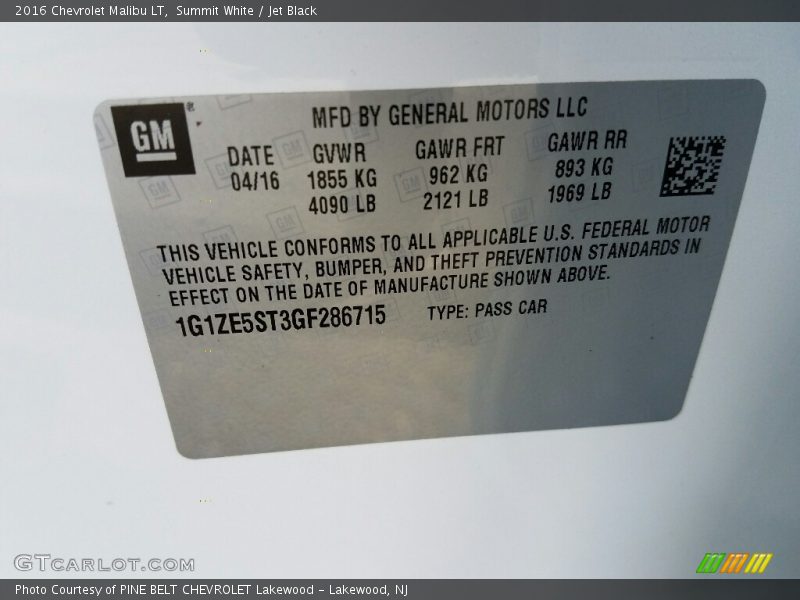 2016 Chevrolet Malibu LT,  Summit White / Jet Black
GM
MFD BY GENERAL MOTORS LLC
DATE GVWR GAWR FRT GAWR RR
04/16 1855 KG 962 KG 893 KG
4090 LB 2121 LB 1969 LB
THIS VEHICLE CONFORMS TO ALL APPLICABLE U.S. FEDERAL MOTOR
VEHICLE SAFETY, BUMPER, AND THEFT PREVENTION STANDARDS IN
EFFECT ON THE DATE OF MANUFACTURE SHOWN ABOVE.
1G1ZE5ST3GF286715 TYPE: PASS CAR
GTCARLOT.COM
Photo Courtesy of PINE BELT CHEVROLET Lakewood - Lakewood, NJ